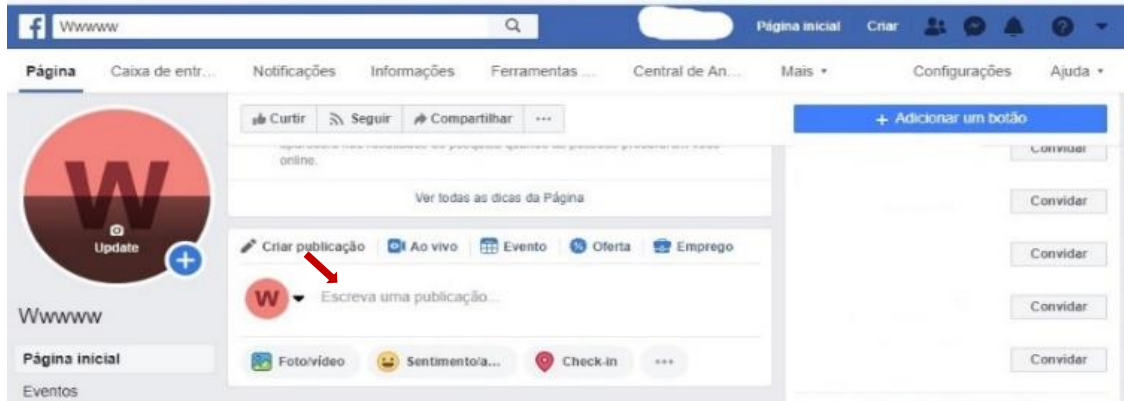 f Wwwww Página inicial Criar
Página Caixa de entr... Notificações Informações Ferramentas ... Central de An... Mais Configurações Ajuda
Curtir Seguir Compartilhar ... + Adicionar um botão
online.
Convidar
Ver todas as dicas da Página
Convidar
W
Update
Criar publicação Ao vivo Evento Oferta Emprego
Convidar
W Escreva uma publicação...
Wwwww
Convidar
Página inicial
Foto/vídeo Sentimento/a... Check-in ...
Convidar
Eventos